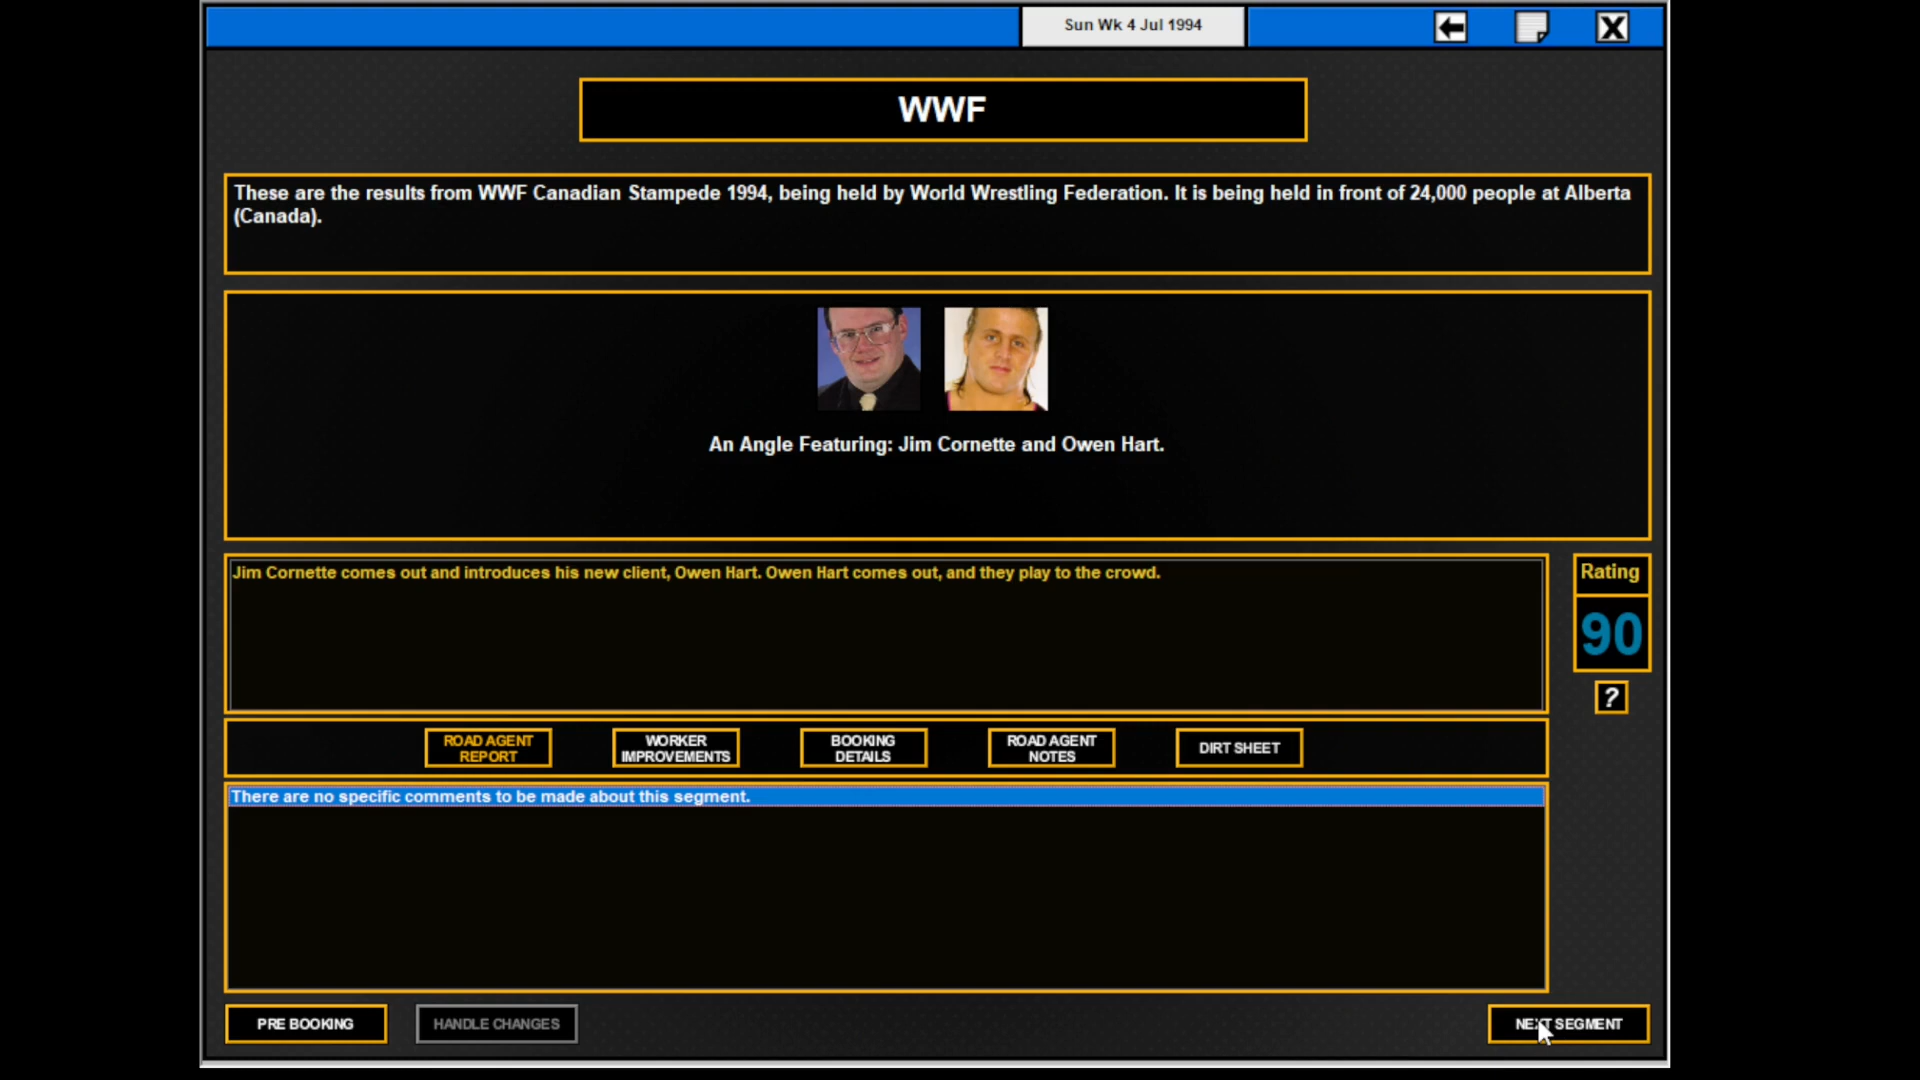 Sun Wk 4 Jul 1994
WWF
These are the results from WWF Canadian Stampede 1994, being held by World Wrestling Federation. It is being held in front of 24,000 people at Alberta
(Canada).
An Angle Featuring: Jim Cornette and Owen Hart.
Jim Cornette comes out and introduces his new client, Owen Hart. Owen Hart comes out, and they play to the crowd.
Rating
90
?
ROAD AGENT
REPORT
WORKER
IMPROVEMENTS
BOOKING
DETAILS
ROAD AGENT
NOTES
DIRT SHEET
There are no specific comments to be made about this segment.
PRE BOOKING
HANDLE CHANGES
NEXT SEGMENT